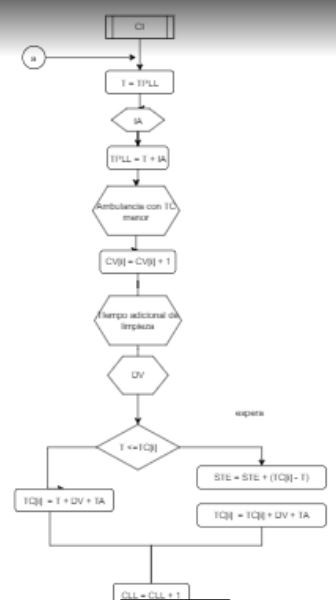 CI
a
T = TPLL
IA
TPLL = T + IA
Ambulancia con TC
menor
CV[i] = CV[i] + 1
Tiempo adicional de
limpieza
DV
espera
T <=TC[i]
STE = STE + (TC[i] - T)
TC[i] = T + DV + TA
TC[i] = TC[i] + DV + TA
CLL = CLL + 1